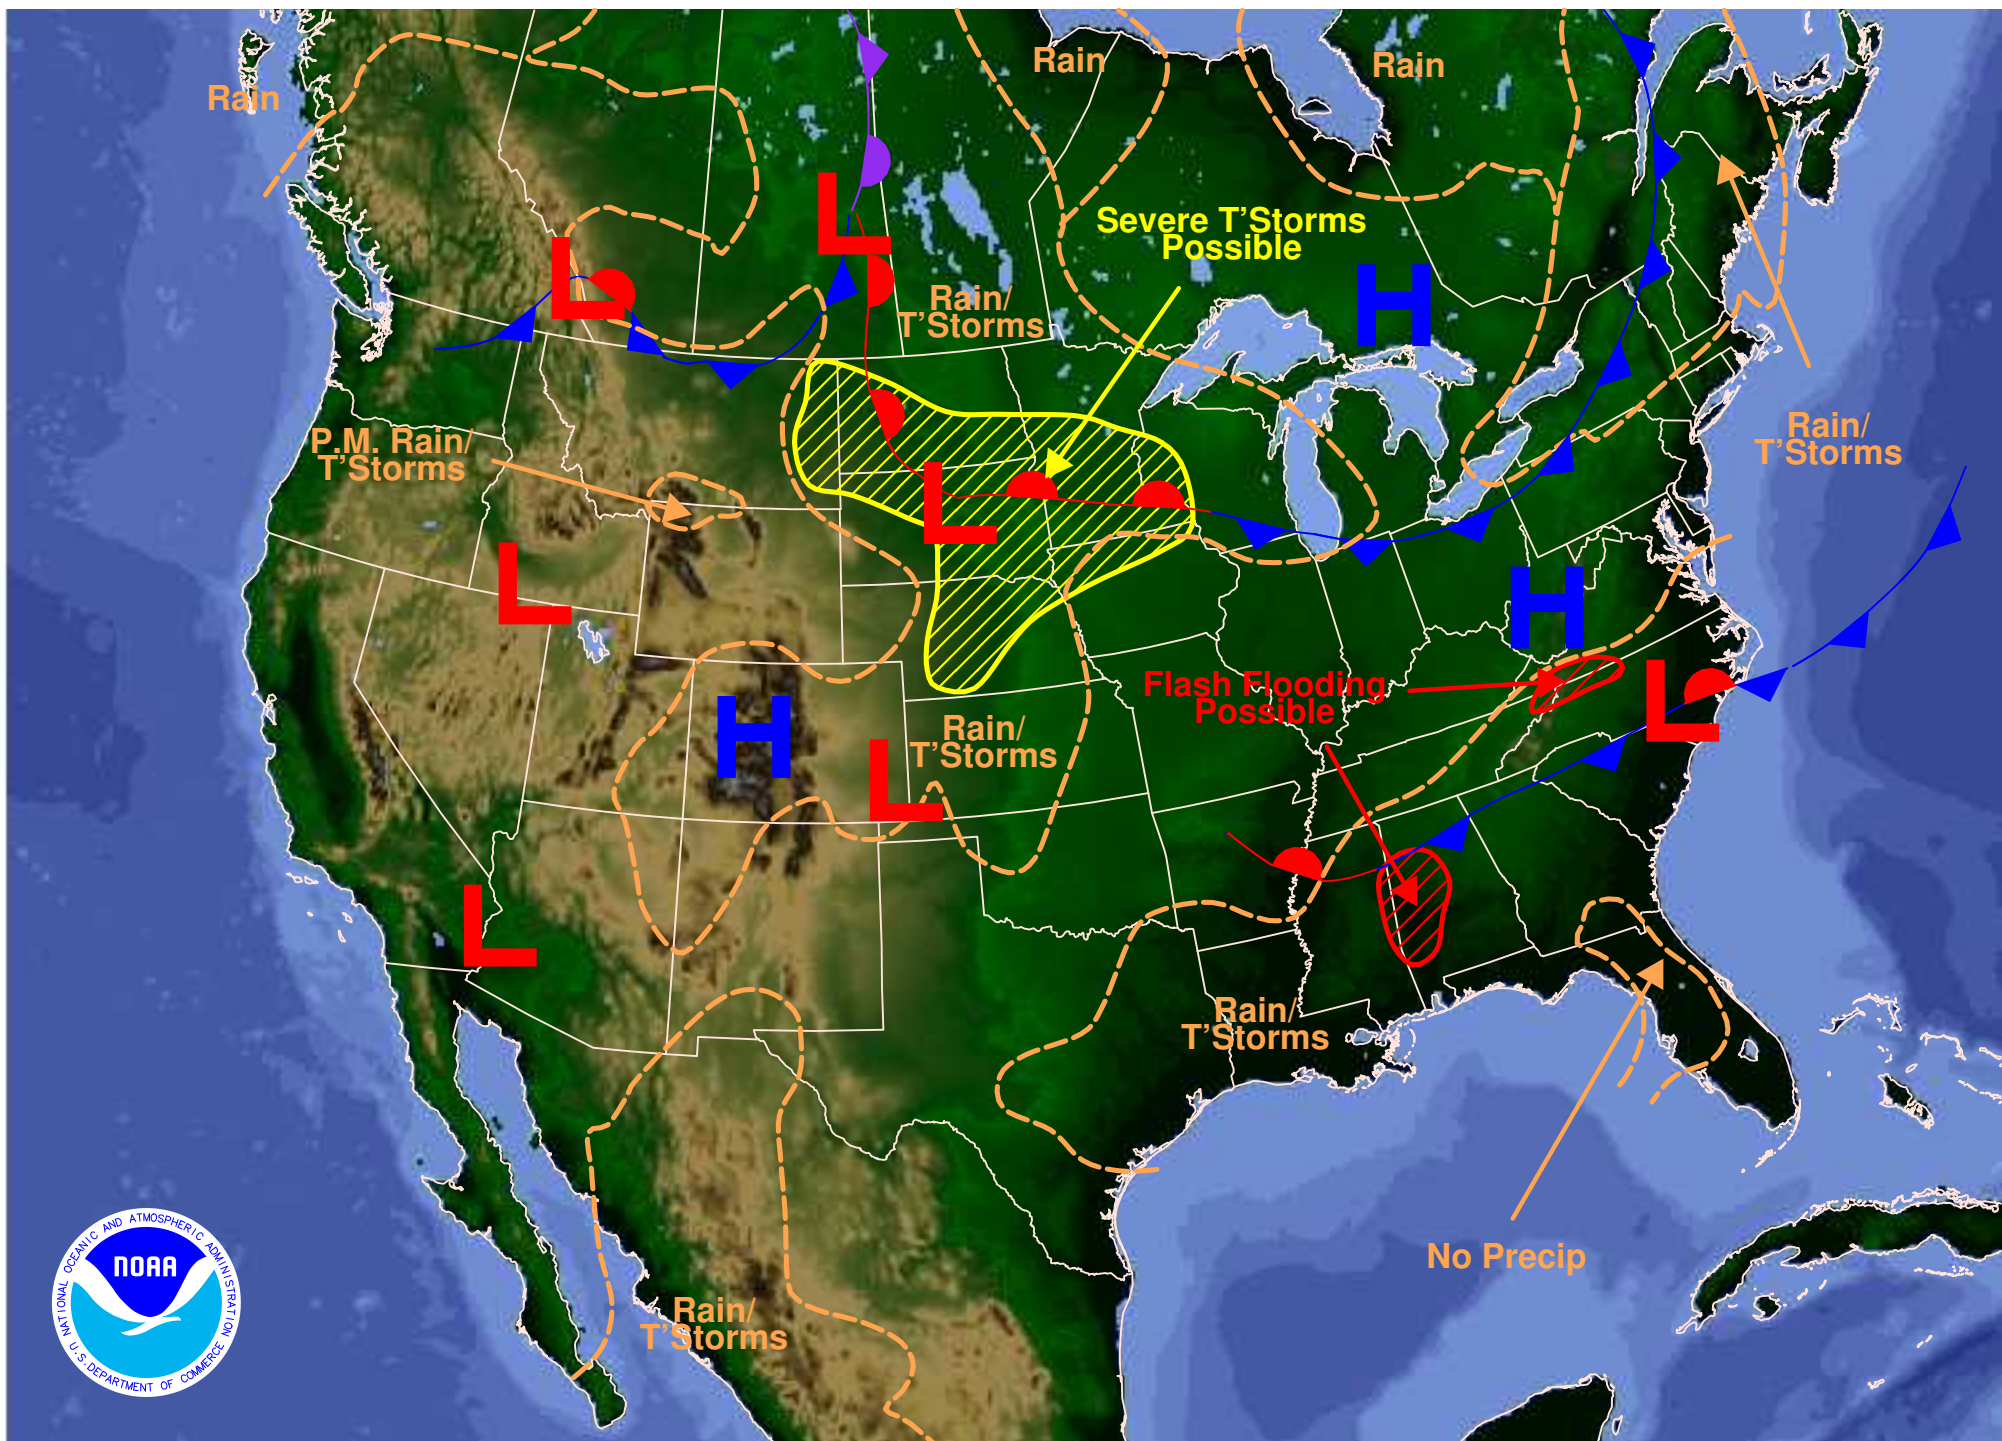 Rain
Rain
Rain
Severe T'Storms
Possible
L
L
H
Rain/
T'Storms
P.M. Rain/
T'Storms
Rain/
T'Storms
L
L
H
Flash Flooding
Possible
L
H
Rain/
T'Storms
L
L
Rain/
T'Storms
No Precip
Rain/
T'Storms
NATIONAL OCEANIC AND ATMOSPHERIC ADMINISTRATION
NOAA
U.S. DEPARTMENT OF COMMERCE